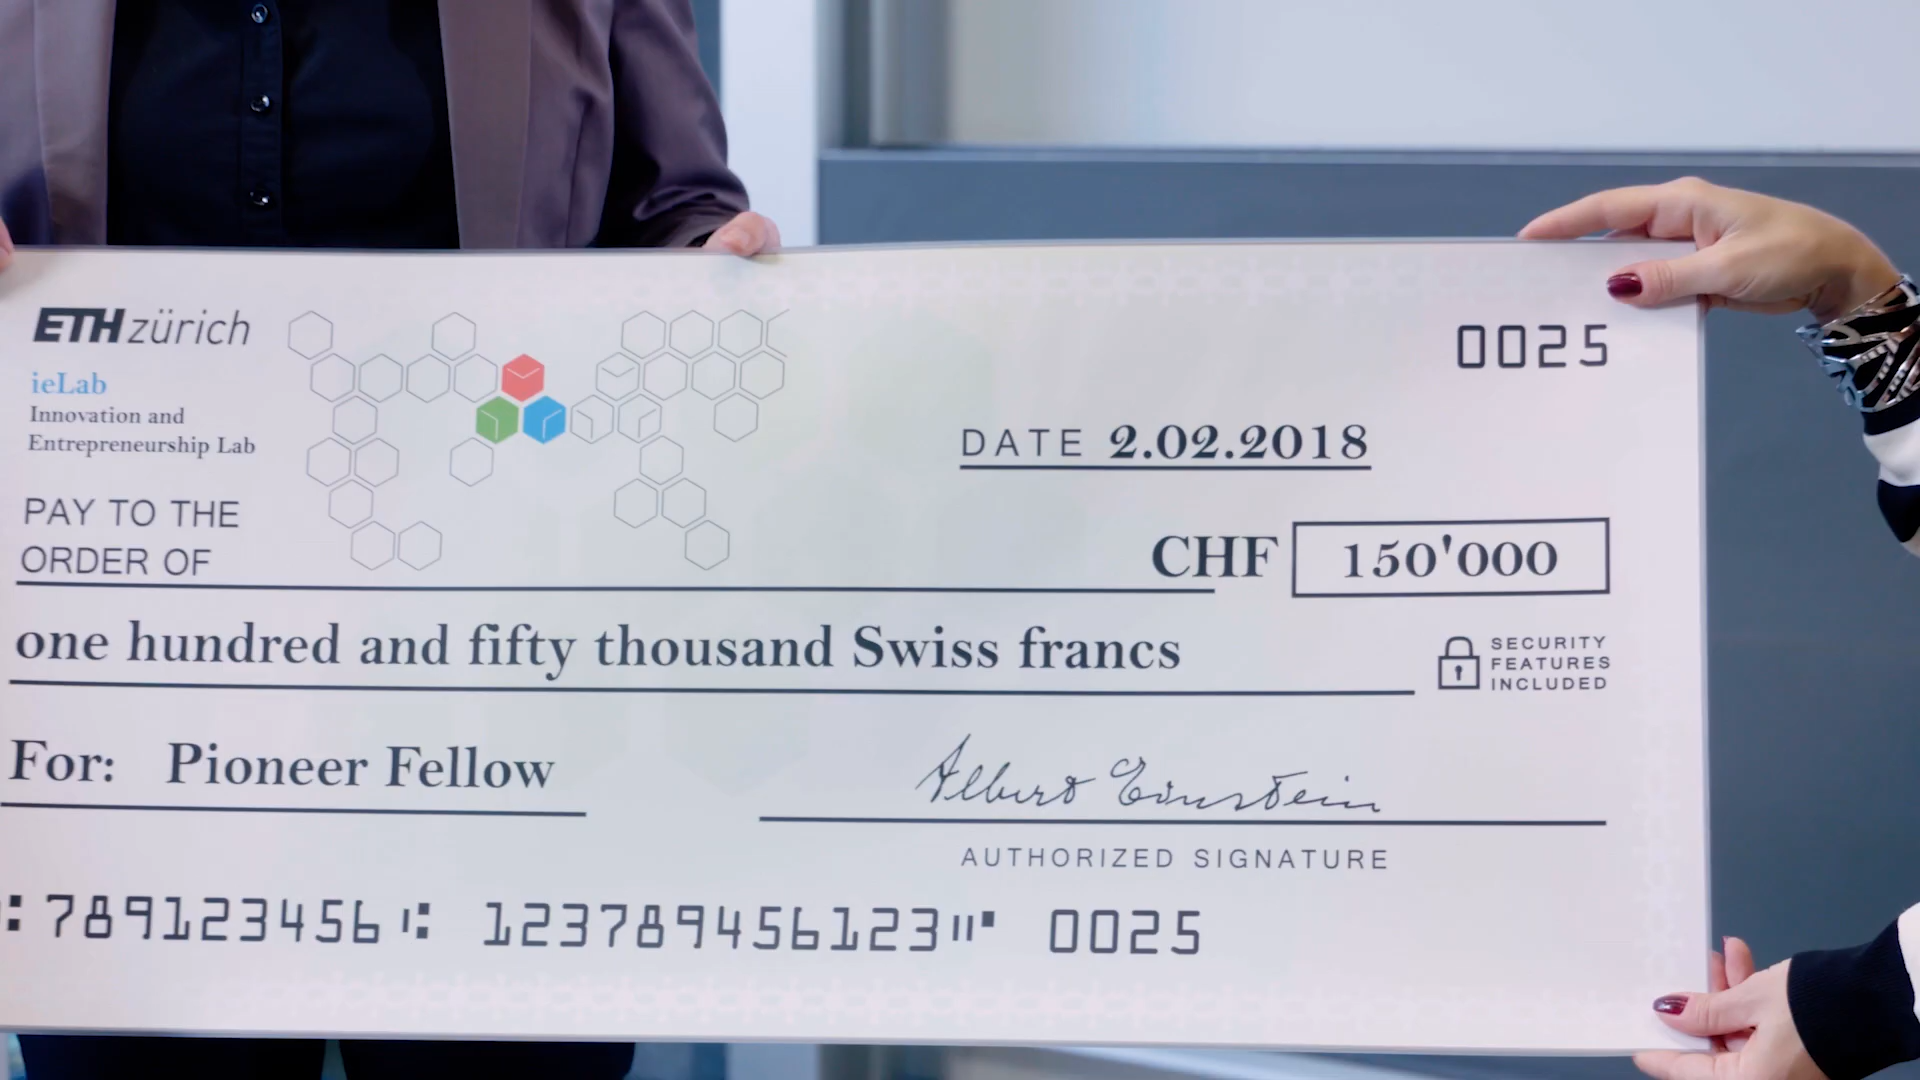 ETH zürich
ieLab
Innovation and
Entrepreneurship Lab
0025
DATE 2.02.2018
PAY TO THE
ORDER OF
CHF 150'000
one hundred and fifty thousand Swiss francs
SECURITY
FEATURES
INCLUDED
For: Pioneer Fellow
Albert Einstein
AUTHORIZED SIGNATURE
⑆789123456⑆ 123789456123⑈ 0025